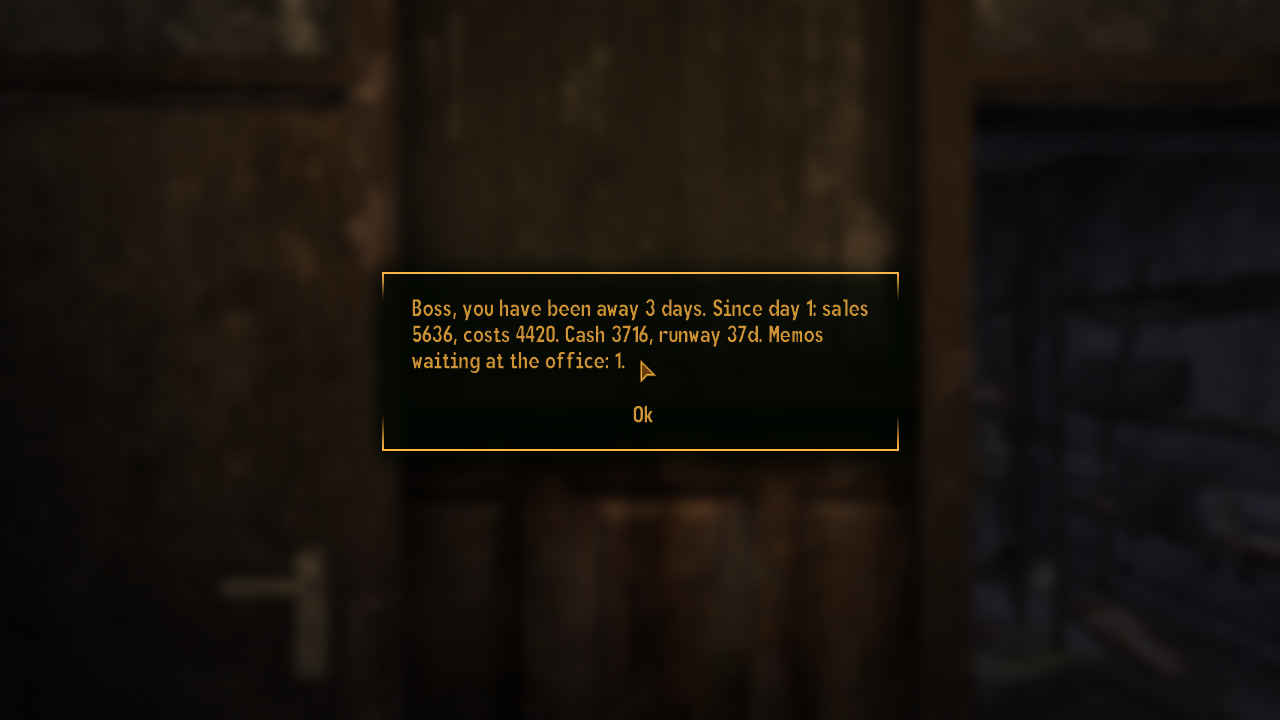 Boss, you have been away 3 days. Since day 1: sales
5636, costs 4420. Cash 3716, runway 37d. Memos
waiting at the office: 1.
Ok